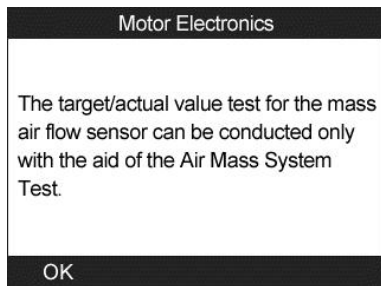 Motor Electronics
The target/actual value test for the mass
air flow sensor can be conducted only
with the aid of the Air Mass System
Test.
OK